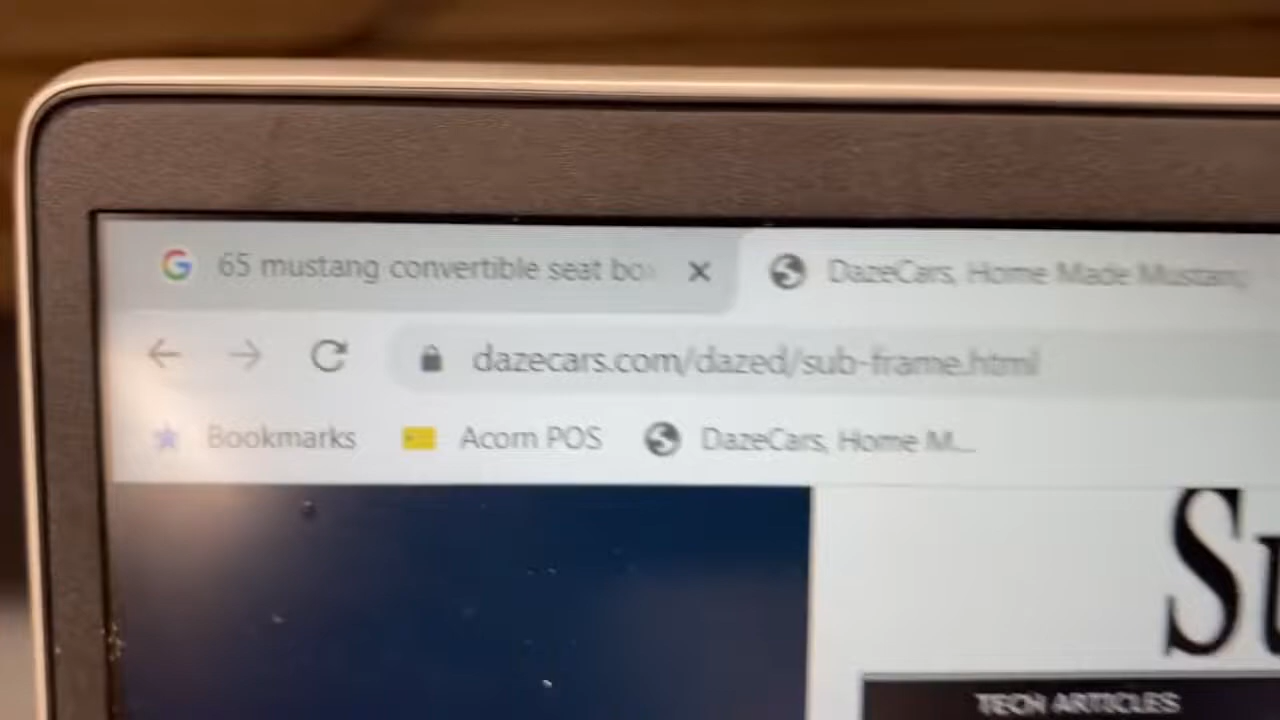 65 mustang convertible seat bo
DazeCars, Home Made Mustang
dazecars.com/dazed/sub-frame.html
Bookmarks
Acorn POS
DazeCars, Home M...
Su
TECH ARTICLES